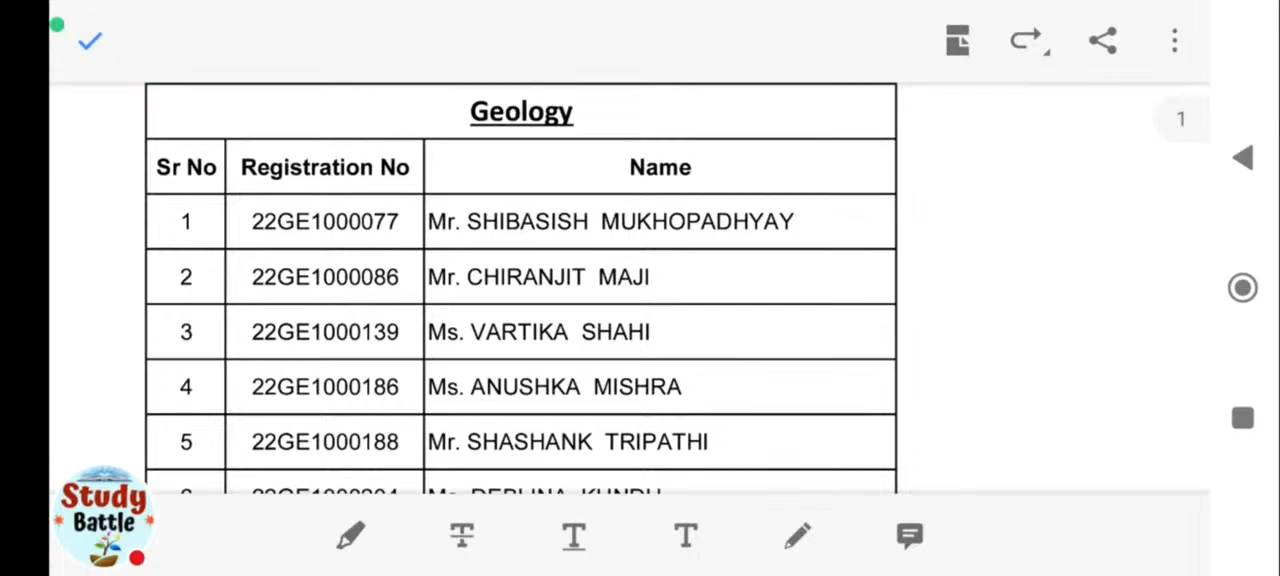 1
Geology
Sr No Registration No Name
1 22GE1000077 Mr. SHIBASISH MUKHOPADHYAY
2 22GE1000086 Mr. CHIRANJIT MAJI
3 22GE1000139 Ms. VARTIKA SHAHI
4 22GE1000186 Ms. ANUSHKA MISHRA
5 22GE1000188 Mr. SHASHANK TRIPATHI
Study
Battle
T T T